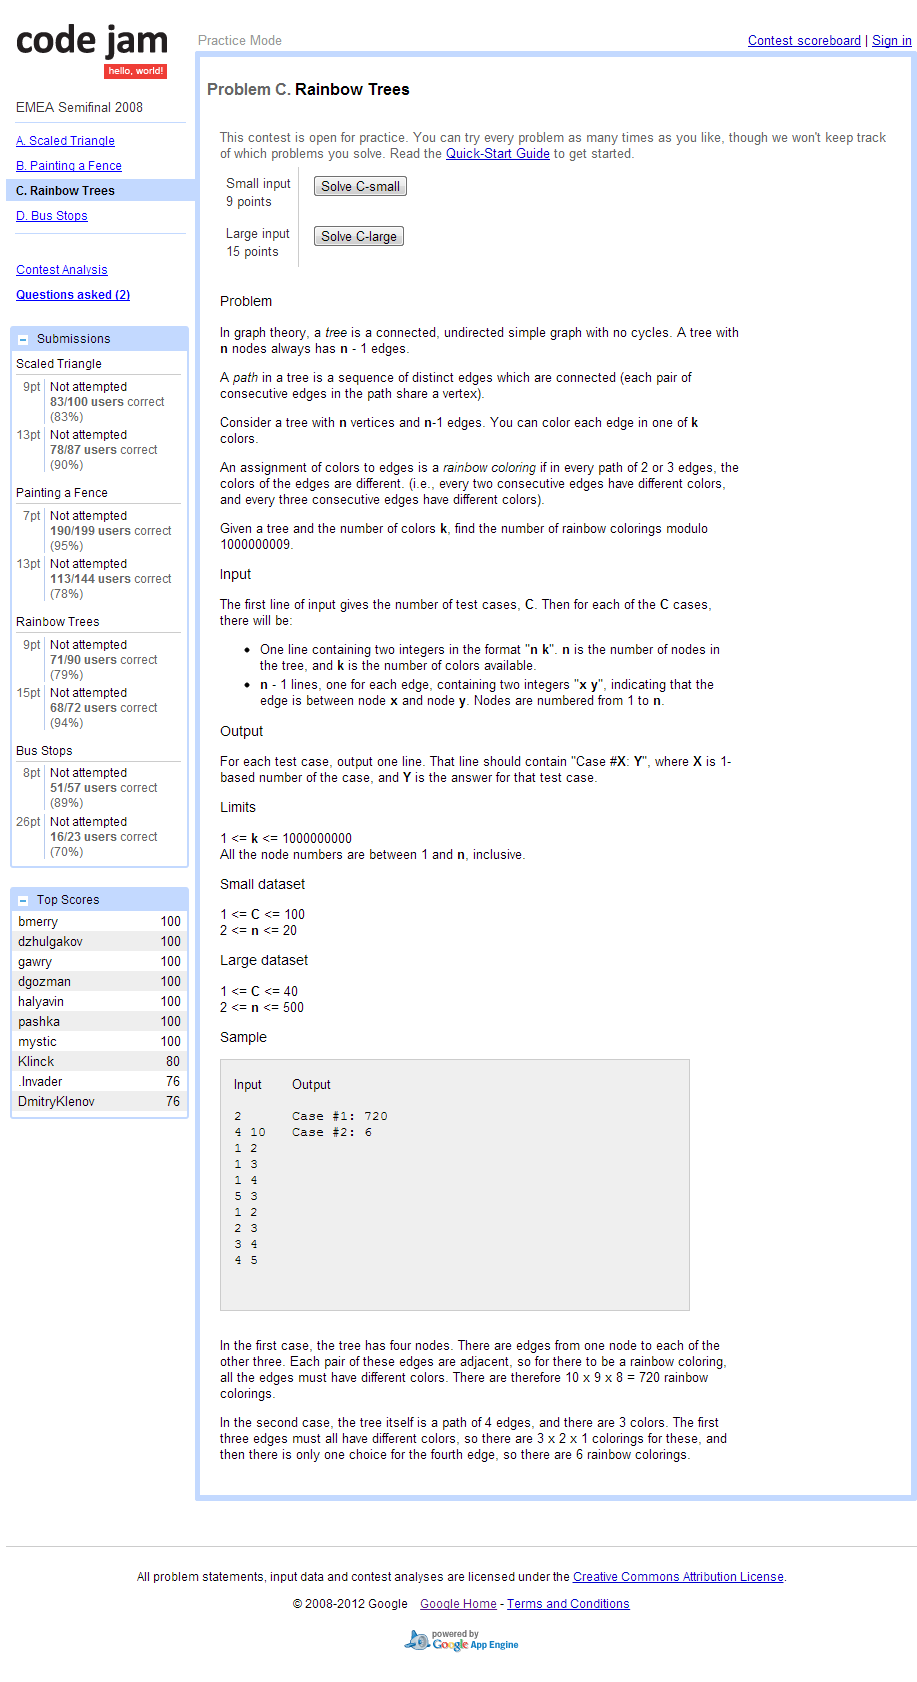 code jam
hello, world!
Practice Mode
Contest scoreboard | Sign in
EMEA Semifinal 2008
A. Scaled Triangle
B. Painting a Fence
C. Rainbow Trees
D. Bus Stops
Contest Analysis
Questions asked (2)
Submissions
Scaled Triangle
9pt Not attempted
83/100 users correct
(83%)
13pt Not attempted
78/87 users correct
(90%)
Painting a Fence
7pt Not attempted
190/199 users correct
(95%)
13pt Not attempted
113/144 users correct
(78%)
Rainbow Trees
9pt Not attempted
71/90 users correct
(79%)
15pt Not attempted
68/72 users correct
(94%)
Bus Stops
8pt Not attempted
51/57 users correct
(89%)
26pt Not attempted
16/23 users correct
(70%)
Top Scores
bmerry 100
dzhulgakov 100
gawry 100
dgozman 100
halyavin 100
pashka 100
mystic 100
Klinck 80
.Invader 76
DmitryKlenov 76
Problem C. Rainbow Trees
This contest is open for practice. You can try every problem as many times as you like, though we won't keep track
of which problems you solve. Read the Quick-Start Guide to get started.
Small input
9 points
Solve C-small
Large input
15 points
Solve C-large
Problem
In graph theory, a tree is a connected, undirected simple graph with no cycles. A tree with
n nodes always has n - 1 edges.
A path in a tree is a sequence of distinct edges which are connected (each pair of
consecutive edges in the path share a vertex).
Consider a tree with n vertices and n-1 edges. You can color each edge in one of k
colors.
An assignment of colors to edges is a rainbow coloring if in every path of 2 or 3 edges, the
colors of the edges are different. (i.e., every two consecutive edges have different colors,
and every three consecutive edges have different colors).
Given a tree and the number of colors k, find the number of rainbow colorings modulo
1000000009.
Input
The first line of input gives the number of test cases, C. Then for each of the C cases,
there will be:
• One line containing two integers in the format "n k". n is the number of nodes in
the tree, and k is the number of colors available.
• n - 1 lines, one for each edge, containing two integers "x y", indicating that the
edge is between node x and node y. Nodes are numbered from 1 to n.
Output
For each test case, output one line. That line should contain "Case #X: Y", where X is 1-
based number of the case, and Y is the answer for that test case.
Limits
1 <= k <= 1000000000
All the node numbers are between 1 and n, inclusive.
Small dataset
1 <= C <= 100
2 <= n <= 20
Large dataset
1 <= C <= 40
2 <= n <= 500
Sample
Input Output
2 Case #1: 720
4 10 Case #2: 6
1 2
1 3
1 4
5 3
1 2
2 3
3 4
4 5
In the first case, the tree has four nodes. There are edges from one node to each of the
other three. Each pair of these edges are adjacent, so for there to be a rainbow coloring,
all the edges must have different colors. There are therefore 10 x 9 x 8 = 720 rainbow
colorings.
In the second case, the tree itself is a path of 4 edges, and there are 3 colors. The first
three edges must all have different colors, so there are 3 x 2 x 1 colorings for these, and
then there is only one choice for the fourth edge, so there are 6 rainbow colorings.
All problem statements, input data and contest analyses are licensed under the Creative Commons Attribution License.
© 2008-2012 Google Google Home - Terms and Conditions
powered by
Google App Engine